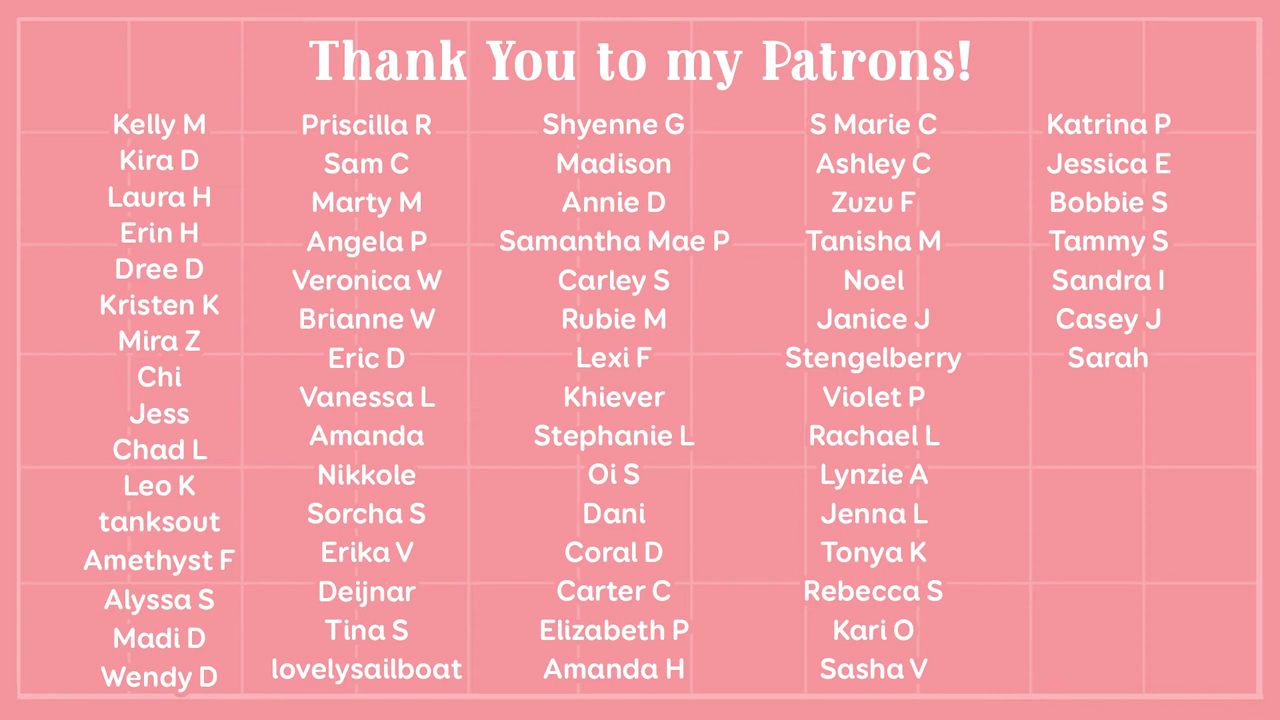 Thank You to my Patrons!
Kelly M
Kira D
Laura H
Erin H
Dree D
Kristen K
Mira Z
Chi
Jess
Chad L
Leo K
tanksout
Amethyst F
Alyssa S
Madi D
Wendy D
Priscilla R
Sam C
Marty M
Angela P
Veronica W
Brianne W
Eric D
Vanessa L
Amanda
Nikkole
Sorcha S
Erika V
Deijnar
Tina S
lovelysailboat
Shyenne G
Madison
Annie D
Samantha Mae P
Carley S
Rubie M
Lexi F
Khiever
Stephanie L
Oi S
Dani
Coral D
Carter C
Elizabeth P
Amanda H
S Marie C
Ashley C
Zuzu F
Tanisha M
Noel
Janice J
Stengelberry
Violet P
Rachael L
Lynzie A
Jenna L
Tonya K
Rebecca S
Kari O
Sasha V
Katrina P
Jessica E
Bobbie S
Tammy S
Sandra I
Casey J
Sarah